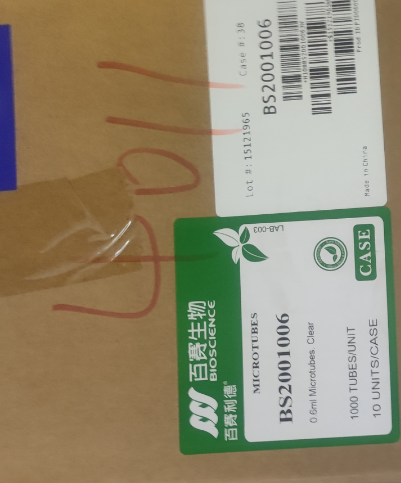 Lot #: 15121965 Case #: 38
BS2001006
Made in China
LAB-003
百赛生物
BIOSCIENCE
百赛利德®
MICROTUBES
BS2001006
0.6ml Microtubes, Clear
1000 TUBES/UNIT
10 UNITS/CASE
CASE